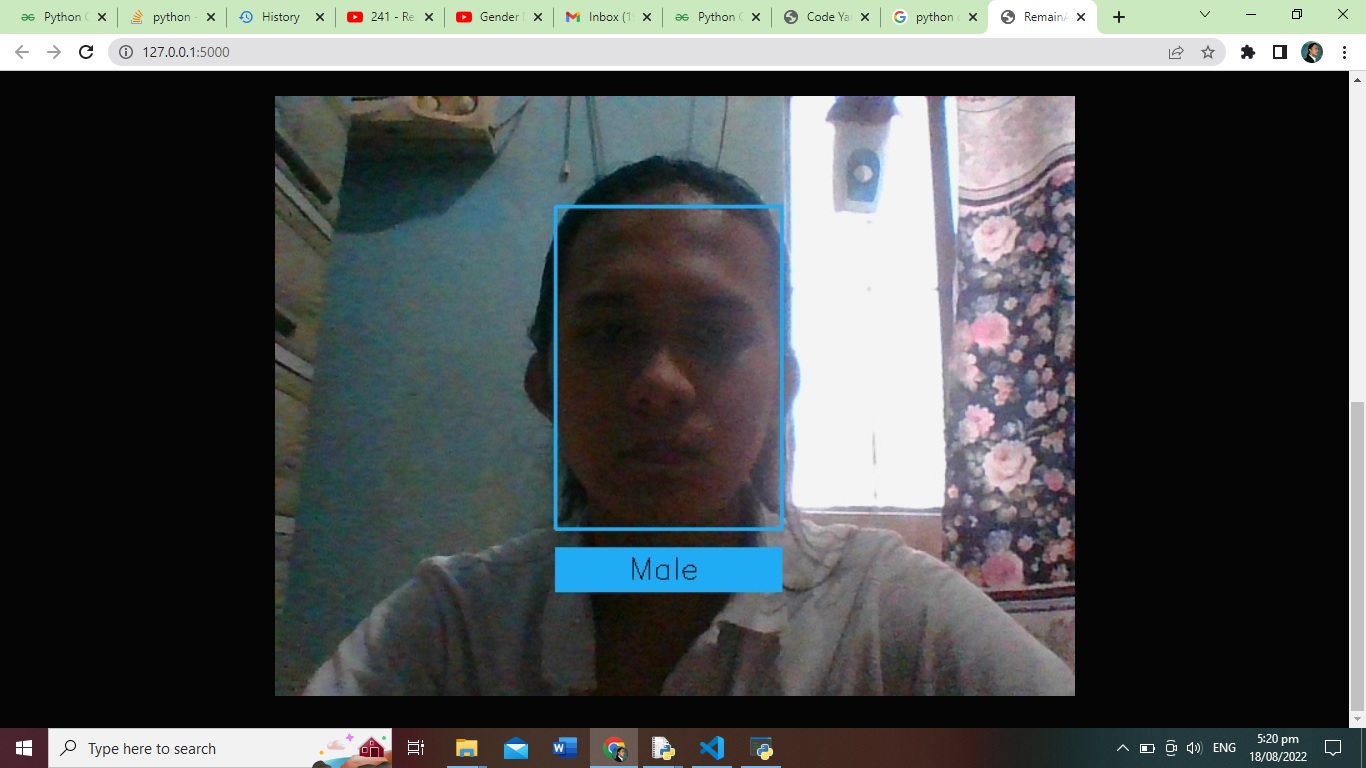 Python
python
History
241 - Re
Gender
Inbox (1
Python
Code Ya
python
Remain
127.0.0.1:5000
Male
Type here to search
ENG
5:20 pm
18/08/2022